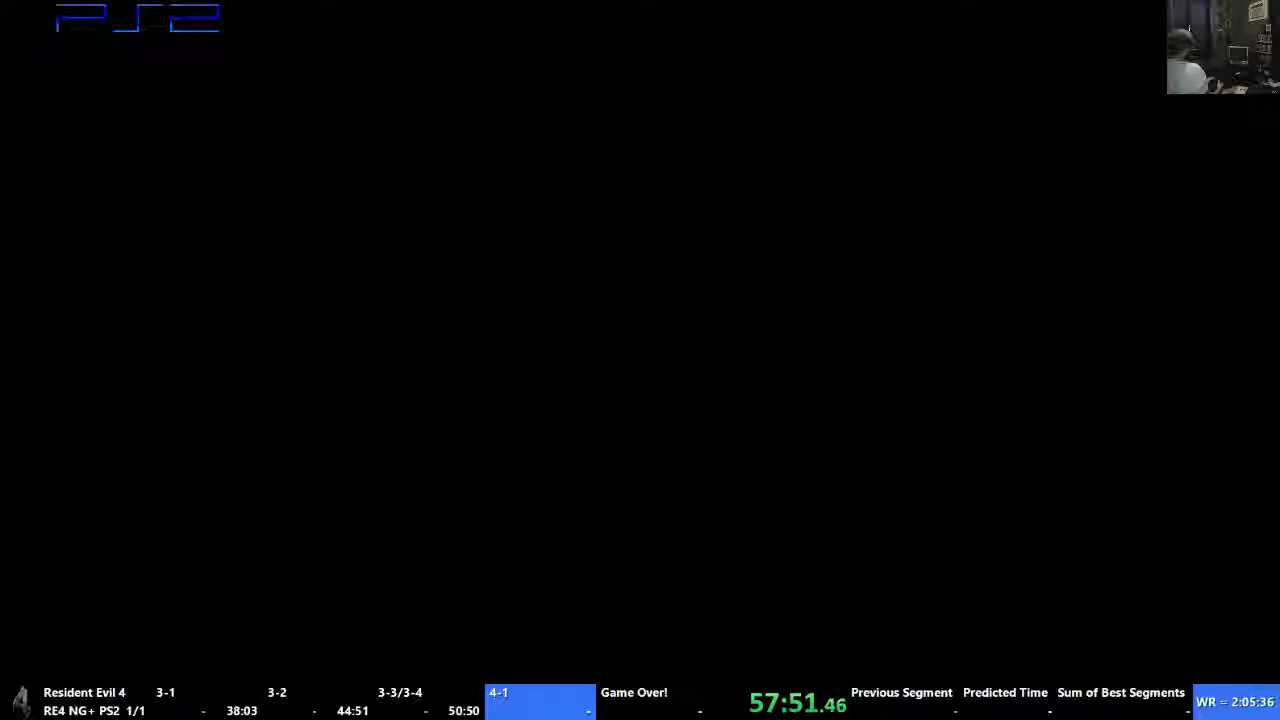 PS2
Resident Evil 4 3-1 3-2 3-3/3-4 4-1 Game Over! 57:51.46 Previous Segment Predicted Time Sum of Best Segments WR = 2:05:36
RE4 NG+ PS2 1/1 - 38:03 - 44:51 - 50:50 - - - - -